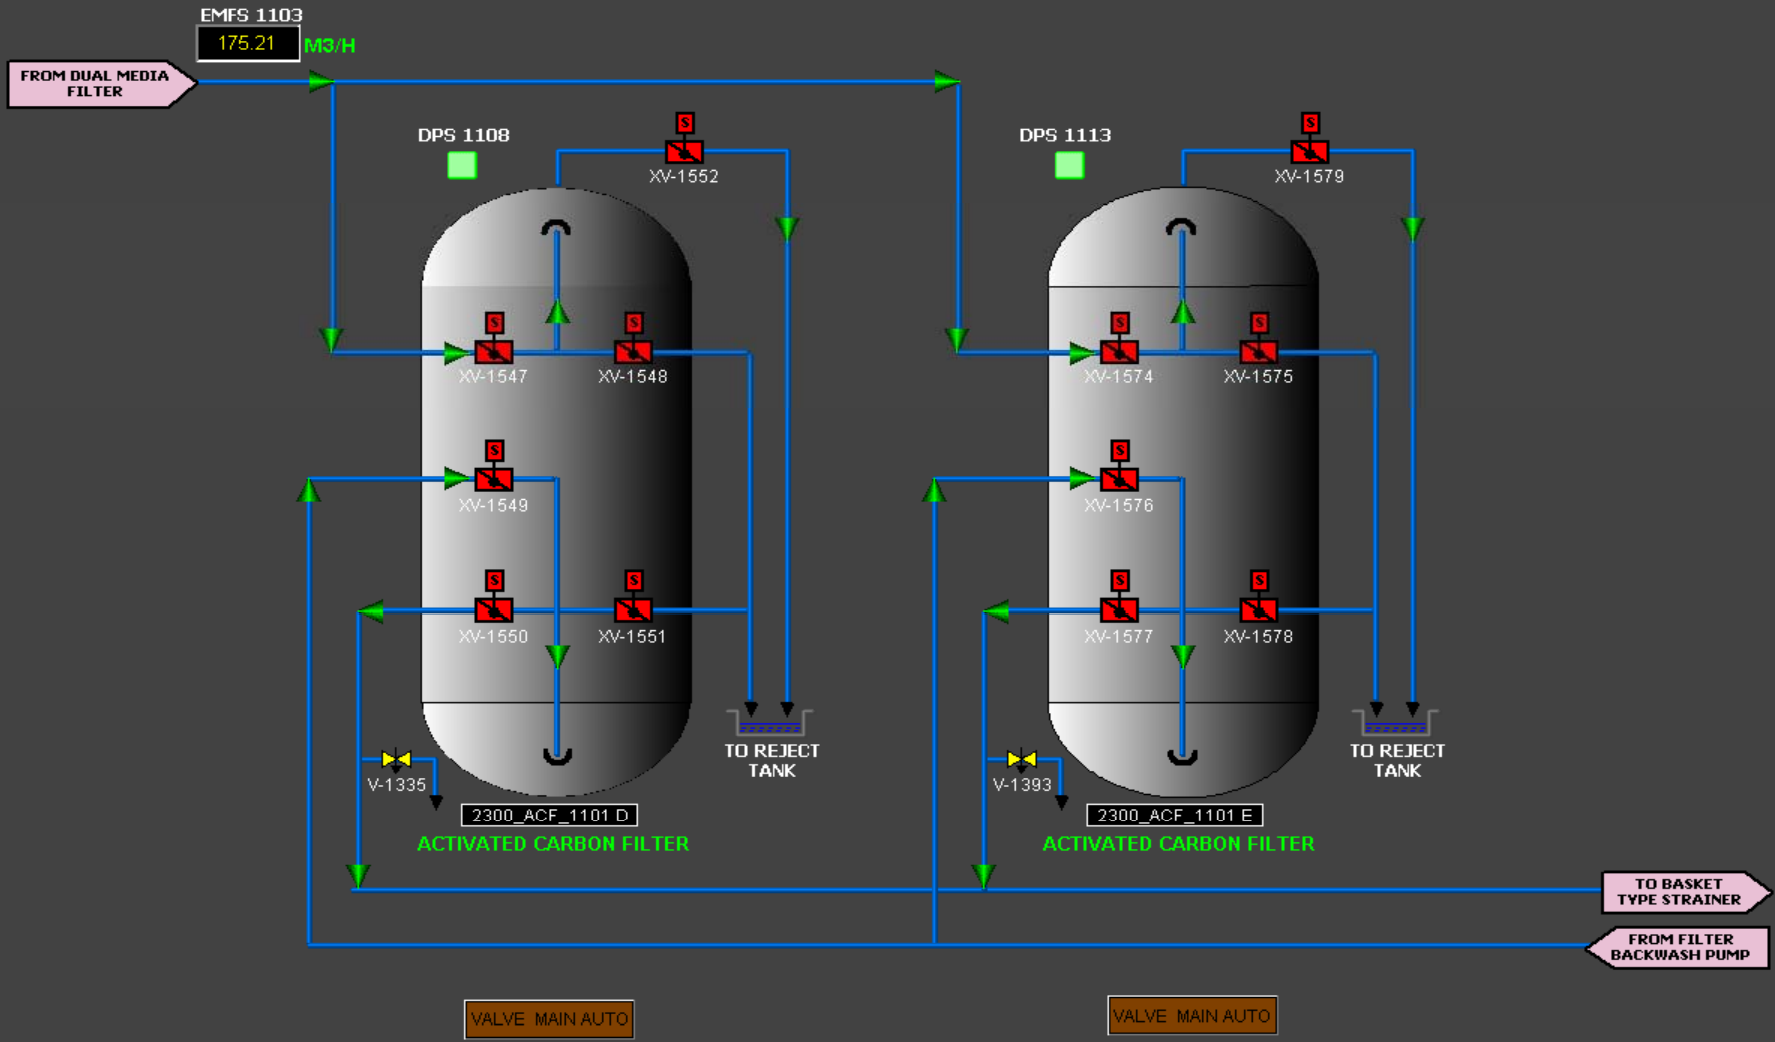 EMFS 1103
175.21 M3/H
FROM DUAL MEDIA
FILTER
DPS 1108
S
XV-1552
DPS 1113
S
XV-1579
S
XV-1547
S
XV-1548
S
XV-1574
S
XV-1575
S
XV-1549
S
XV-1576
S
XV-1550
S
XV-1551
S
XV-1577
S
XV-1578
TO REJECT
TANK
TO REJECT
TANK
V-1335
V-1393
2300_ACF_1101 D
ACTIVATED CARBON FILTER
2300_ACF_1101 E
ACTIVATED CARBON FILTER
TO BASKET
TYPE STRAINER
FROM FILTER
BACKWASH PUMP
VALVE MAIN AUTO
VALVE MAIN AUTO